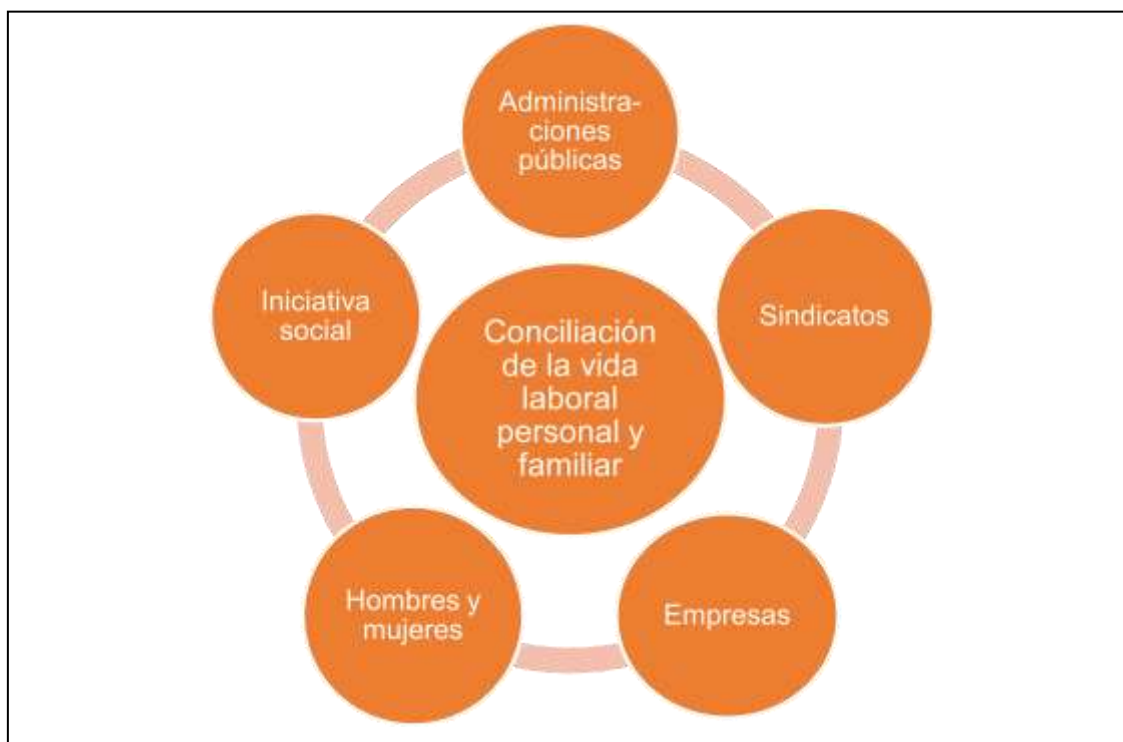 Administra-
ciones
públicas
Sindicatos
Empresas
Hombres y
mujeres
Iniciativa
social
Conciliación
de la vida
laboral
personal y
familiar